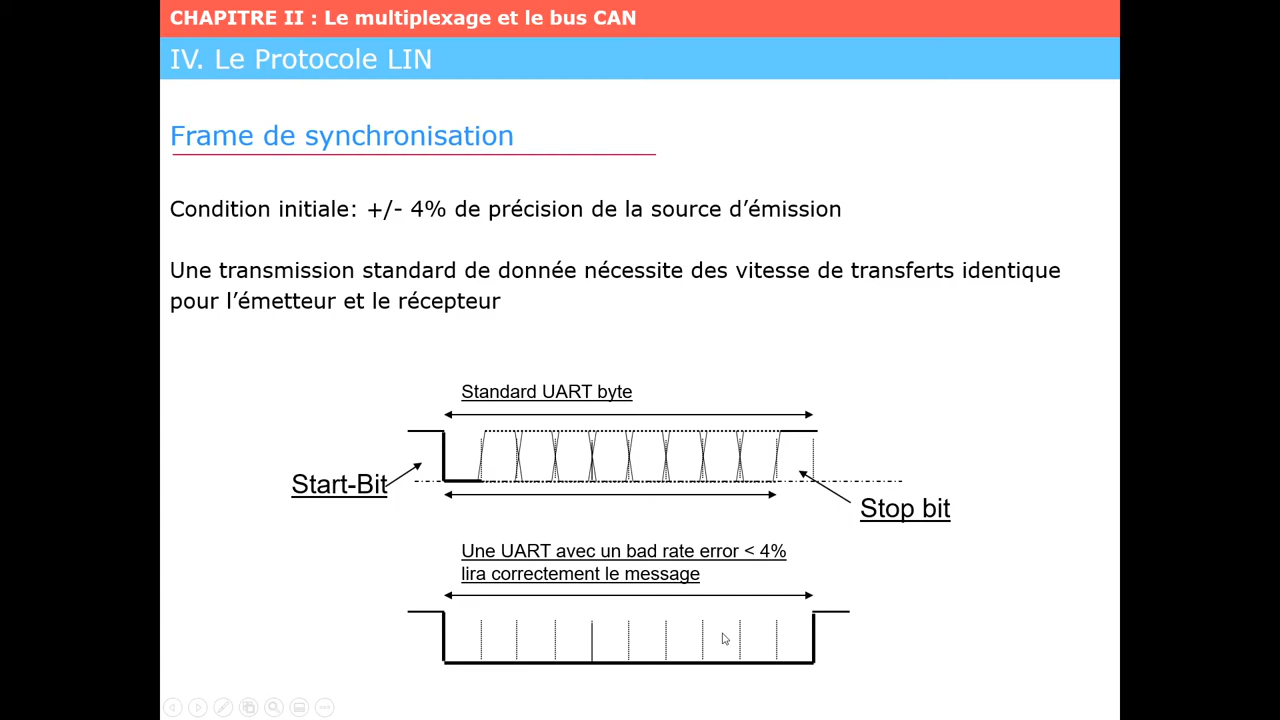 CHAPITRE II : Le multiplexage et le bus CAN
IV. Le Protocole LIN
Frame de synchronisation
Condition initiale: +/- 4% de précision de la source d’émission
Une transmission standard de donnée nécessite des vitesse de transferts identique
pour l’émetteur et le récepteur
Standard UART byte
Start-Bit
Stop bit
Une UART avec un bad rate error < 4%
lira correctement le message